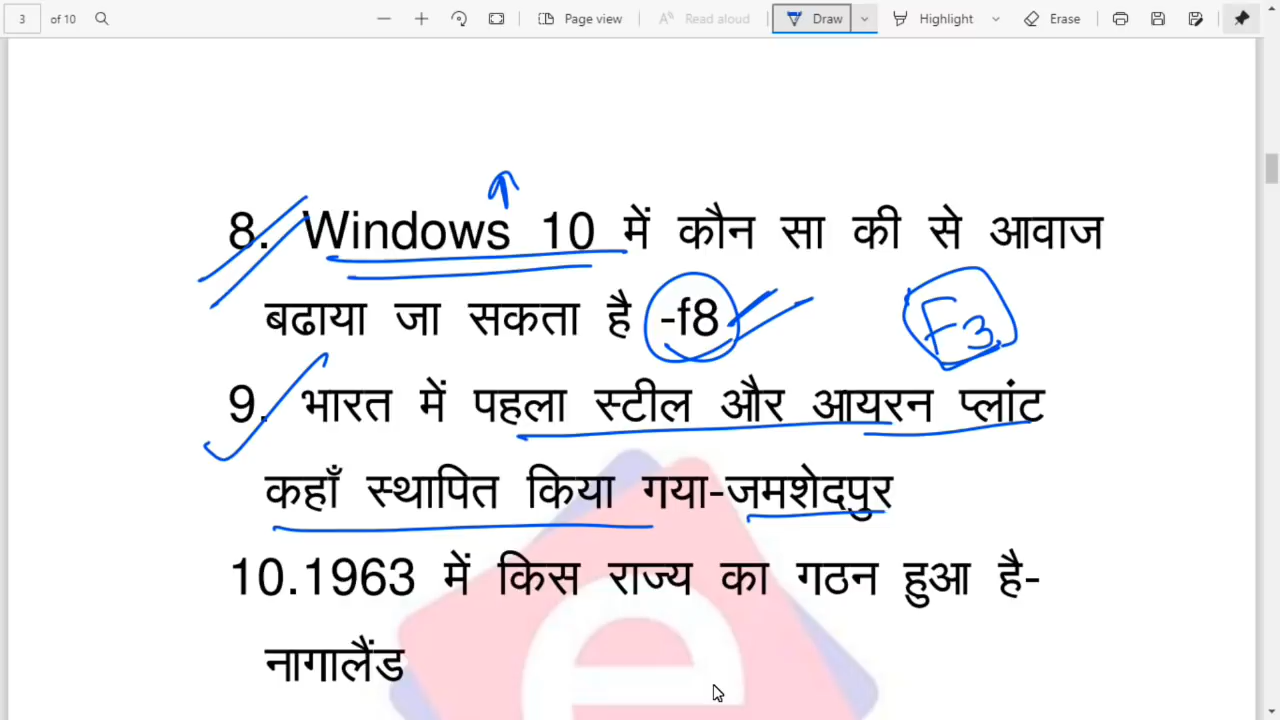 3 of 10 Page view Read aloud Draw Highlight Erase
8. Windows 10 में कौन सा की से आवाज
बढाया जा सकता है -f8 F3
9. भारत में पहला स्टील और आयरन प्लांट
कहाँ स्थापित किया गया-जमशेदपुर
10.1963 में किस राज्य का गठन हुआ है-
नागालैंड